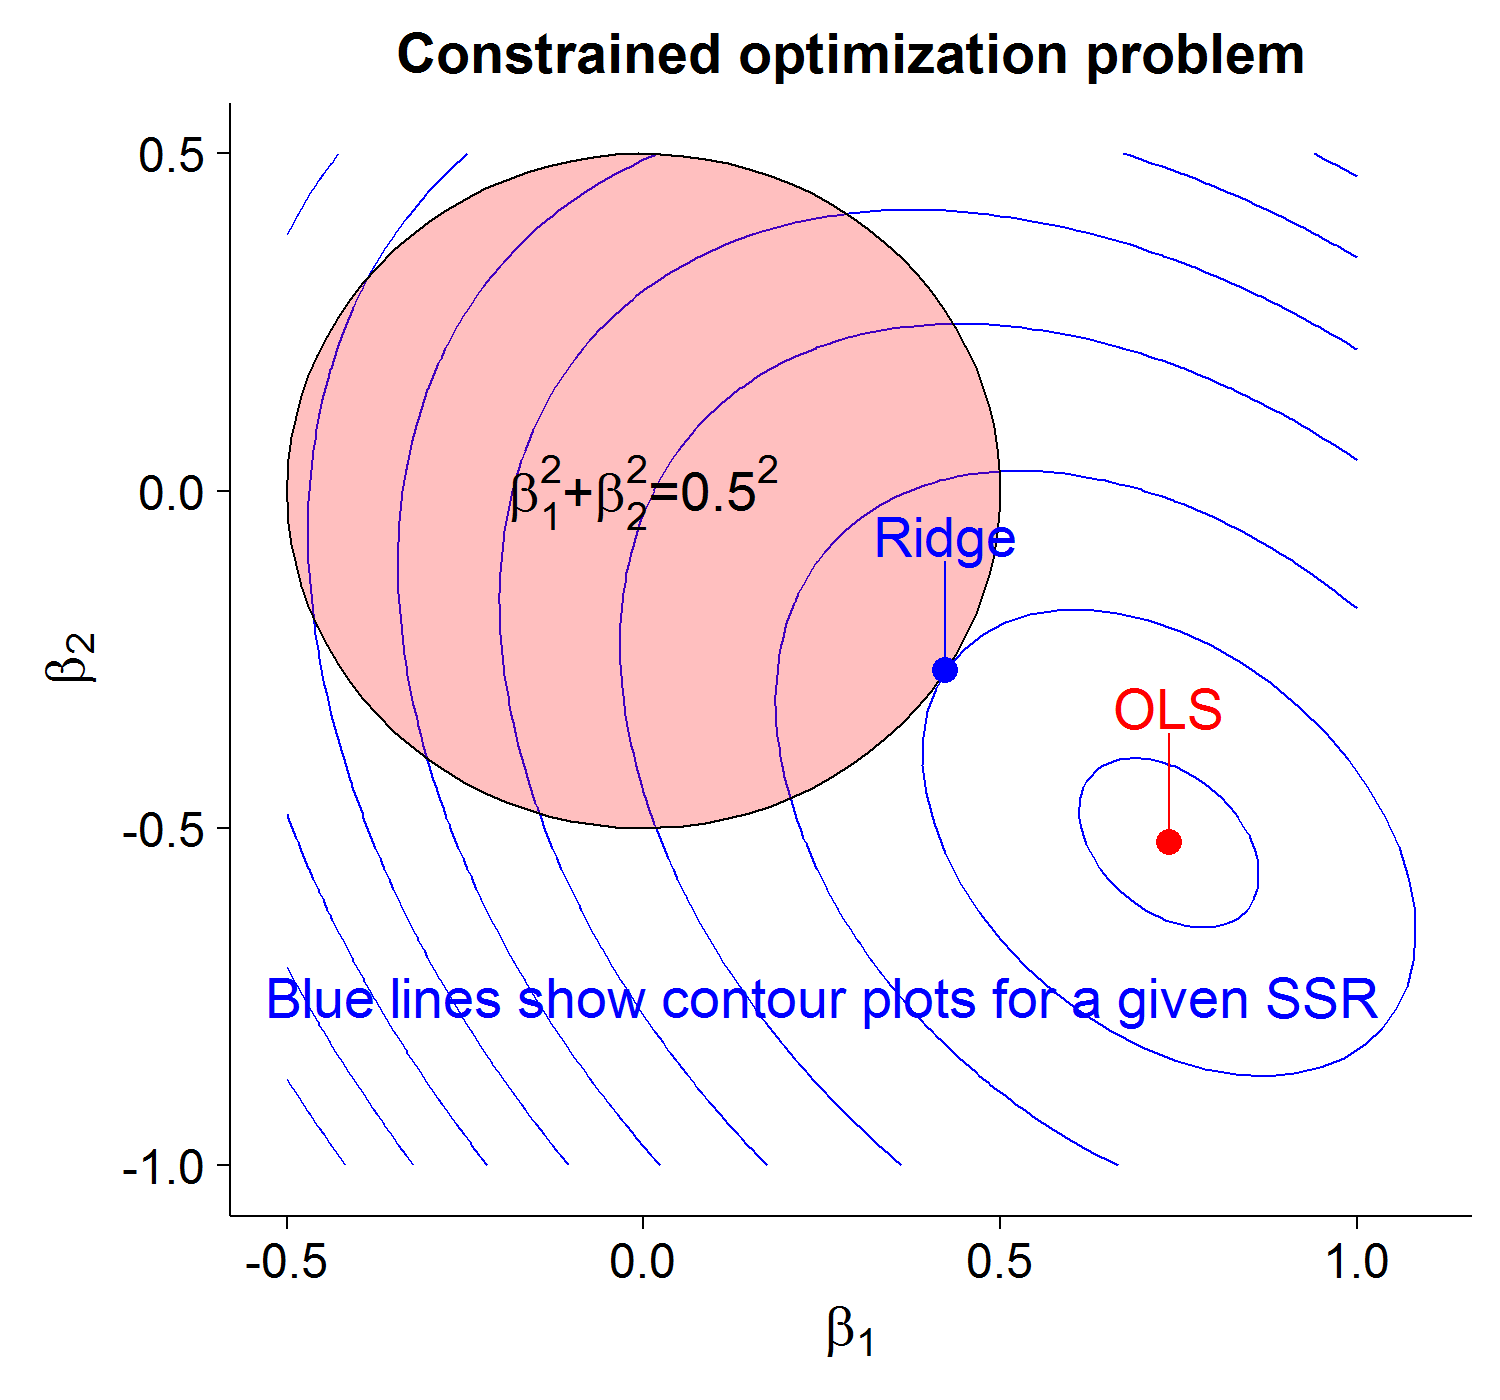 Constrained optimization problem
0.5
0.0
-0.5
-1.0
β₂
β₁²+β₂²=0.5²
Ridge
OLS
Blue lines show contour plots for a given SSR
-0.5 0.0 0.5 1.0
β₁